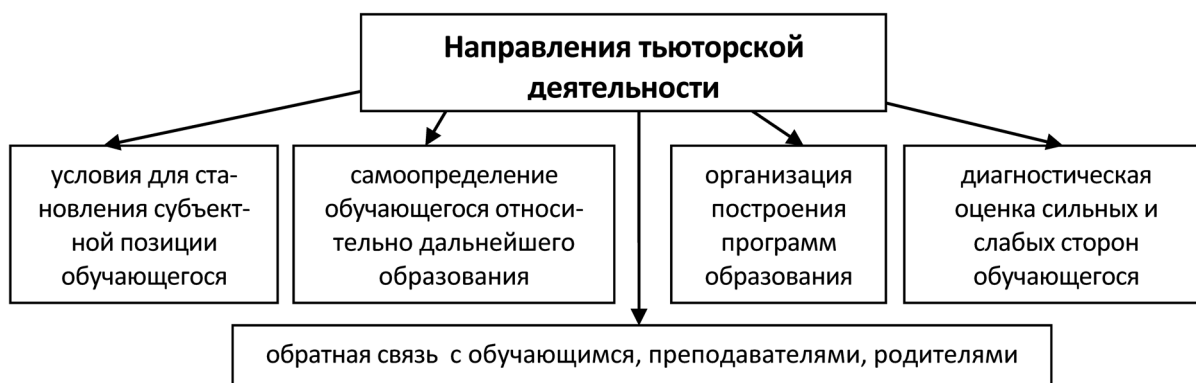 Направления тьюторской
деятельности
условия для ста-
новления субъект-
ной позиции
обучающегося
самоопределение
обучающегося относи-
тельно дальнейшего
образования
организация
построения
программ
образования
диагностическая
оценка сильных и
слабых сторон
обучающегося
обратная связь с обучающимся, преподавателями, родителями